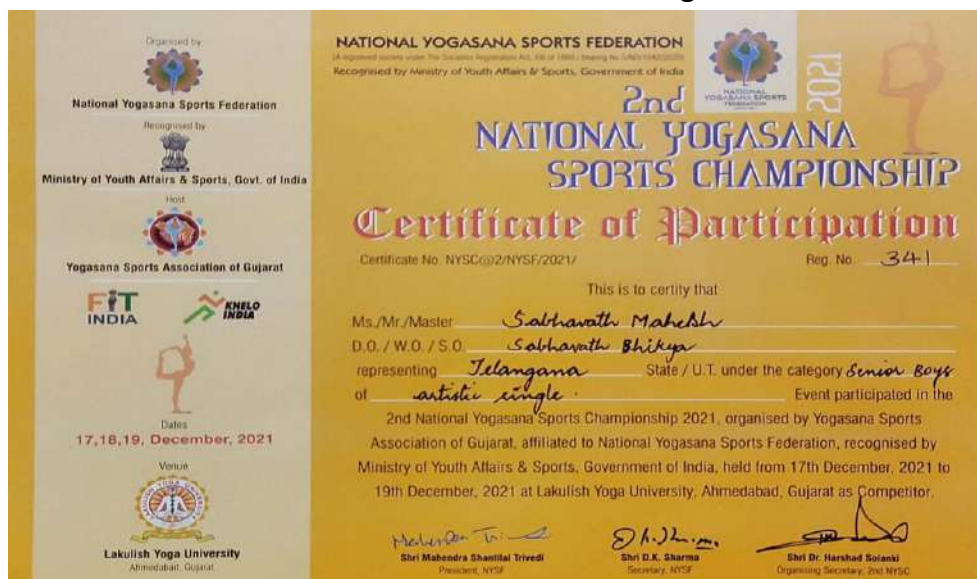 Organised by
National Yogasana Sports Federation
Recognised by
Ministry of Youth Affairs & Sports, Govt. of India
Host
Yogasana Sports Association of Gujarat
FIT INDIA
KHELO INDIA
Dates
17,18,19, December, 2021
Venue
LAKULISH YOGA UNIVERSITY
Lakulish Yoga University
Ahmedabad, Gujarat
NATIONAL YOGASANA SPORTS FEDERATION
Recognised by Ministry of Youth Affairs & Sports, Government of India
NATIONAL
YOGASANA SPORTS
FEDERATION
2021
2nd
NATIONAL YOGASANA
SPORTS CHAMPIONSHIP
Certificate of Participation
Certificate No. NYSC@2/NYSF/2021/ Reg. No. 341
This is to certify that
Ms./Mr./Master Sabhavath Mahesh
D.O. / W.O. / S.O. Sabhavath Bhikya
representing Telangana State / U.T. under the category Senior Boys
of artistic single. Event participated in the
2nd National Yogasana Sports Championship 2021, organised by Yogasana Sports
Association of Gujarat, affiliated to National Yogasana Sports Federation, recognised by
Ministry of Youth Affairs & Sports, Government of India, held from 17th December, 2021 to
19th December, 2021 at Lakulish Yoga University, Ahmedabad, Gujarat as Competitor.
Shri Mahendra Shantilal Trivedi
President, NYSF
Shri D.K. Sharma
Secretary, NYSF
Shri Dr. Harshad Solanki
Organising Secretary, 2nd NYSC